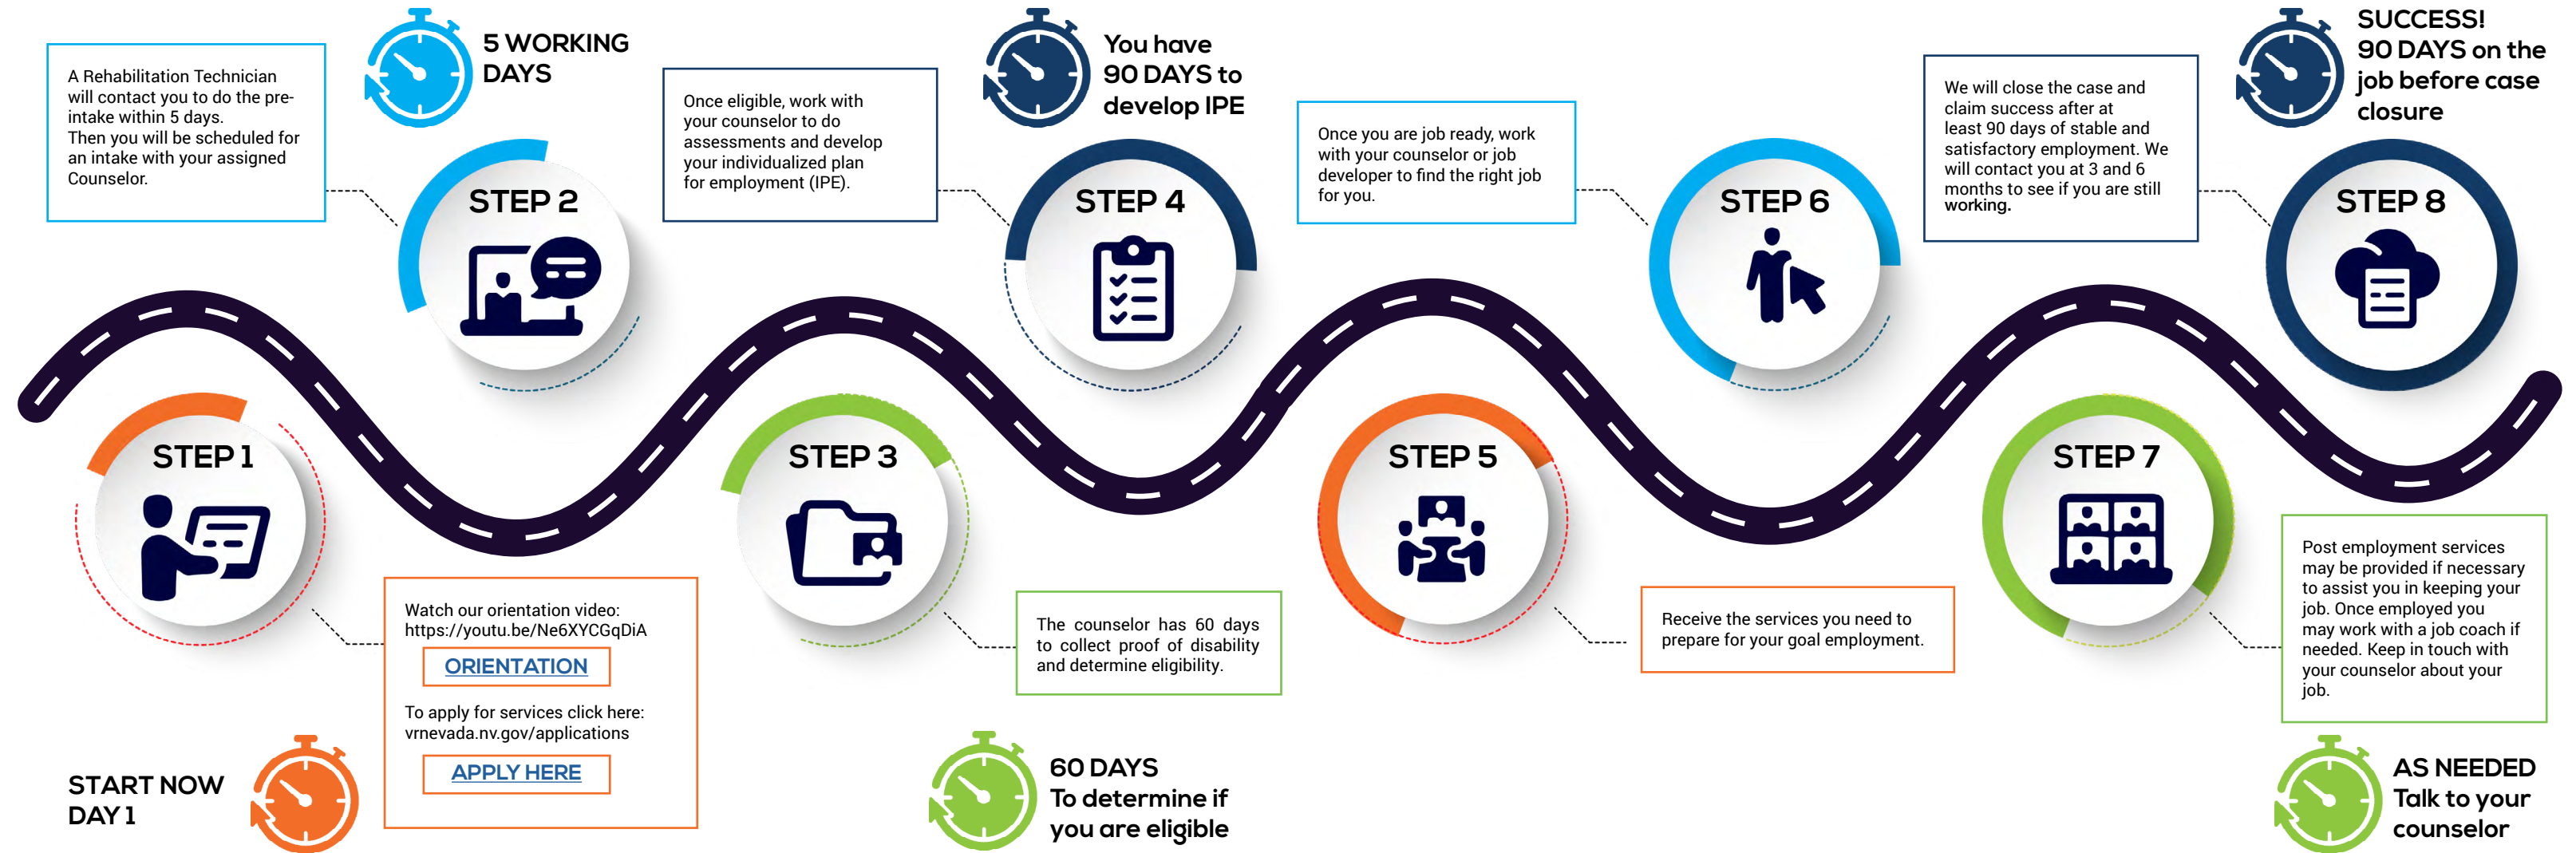 START NOW
DAY 1
STEP 1
Watch our orientation video:
https://youtu.be/Ne6XYCGqDiA
ORIENTATION
To apply for services click here:
vrnevada.nv.gov/applications
APPLY HERE
5 WORKING
DAYS
STEP 2
A Rehabilitation Technician
will contact you to do the pre-
intake within 5 days.
Then you will be scheduled for
an intake with your assigned
Counselor.
STEP 3
The counselor has 60 days
to collect proof of disability
and determine eligibility.
60 DAYS
To determine if
you are eligible
You have
90 DAYS to
develop IPE
STEP 4
Once eligible, work with
your counselor to do
assessments and develop
your individualized plan
for employment (IPE).
STEP 5
Receive the services you need to
prepare for your goal employment.
STEP 6
Once you are job ready, work
with your counselor or job
developer to find the right job
for you.
STEP 7
Post employment services
may be provided if necessary
to assist you in keeping your
job. Once employed you
may work with a job coach if
needed. Keep in touch with
your counselor about your
job.
AS NEEDED
Talk to your
counselor
SUCCESS!
90 DAYS on the
job before case
closure
STEP 8
We will close the case and
claim success after at
least 90 days of stable and
satisfactory employment. We
will contact you at 3 and 6
months to see if you are still
working.